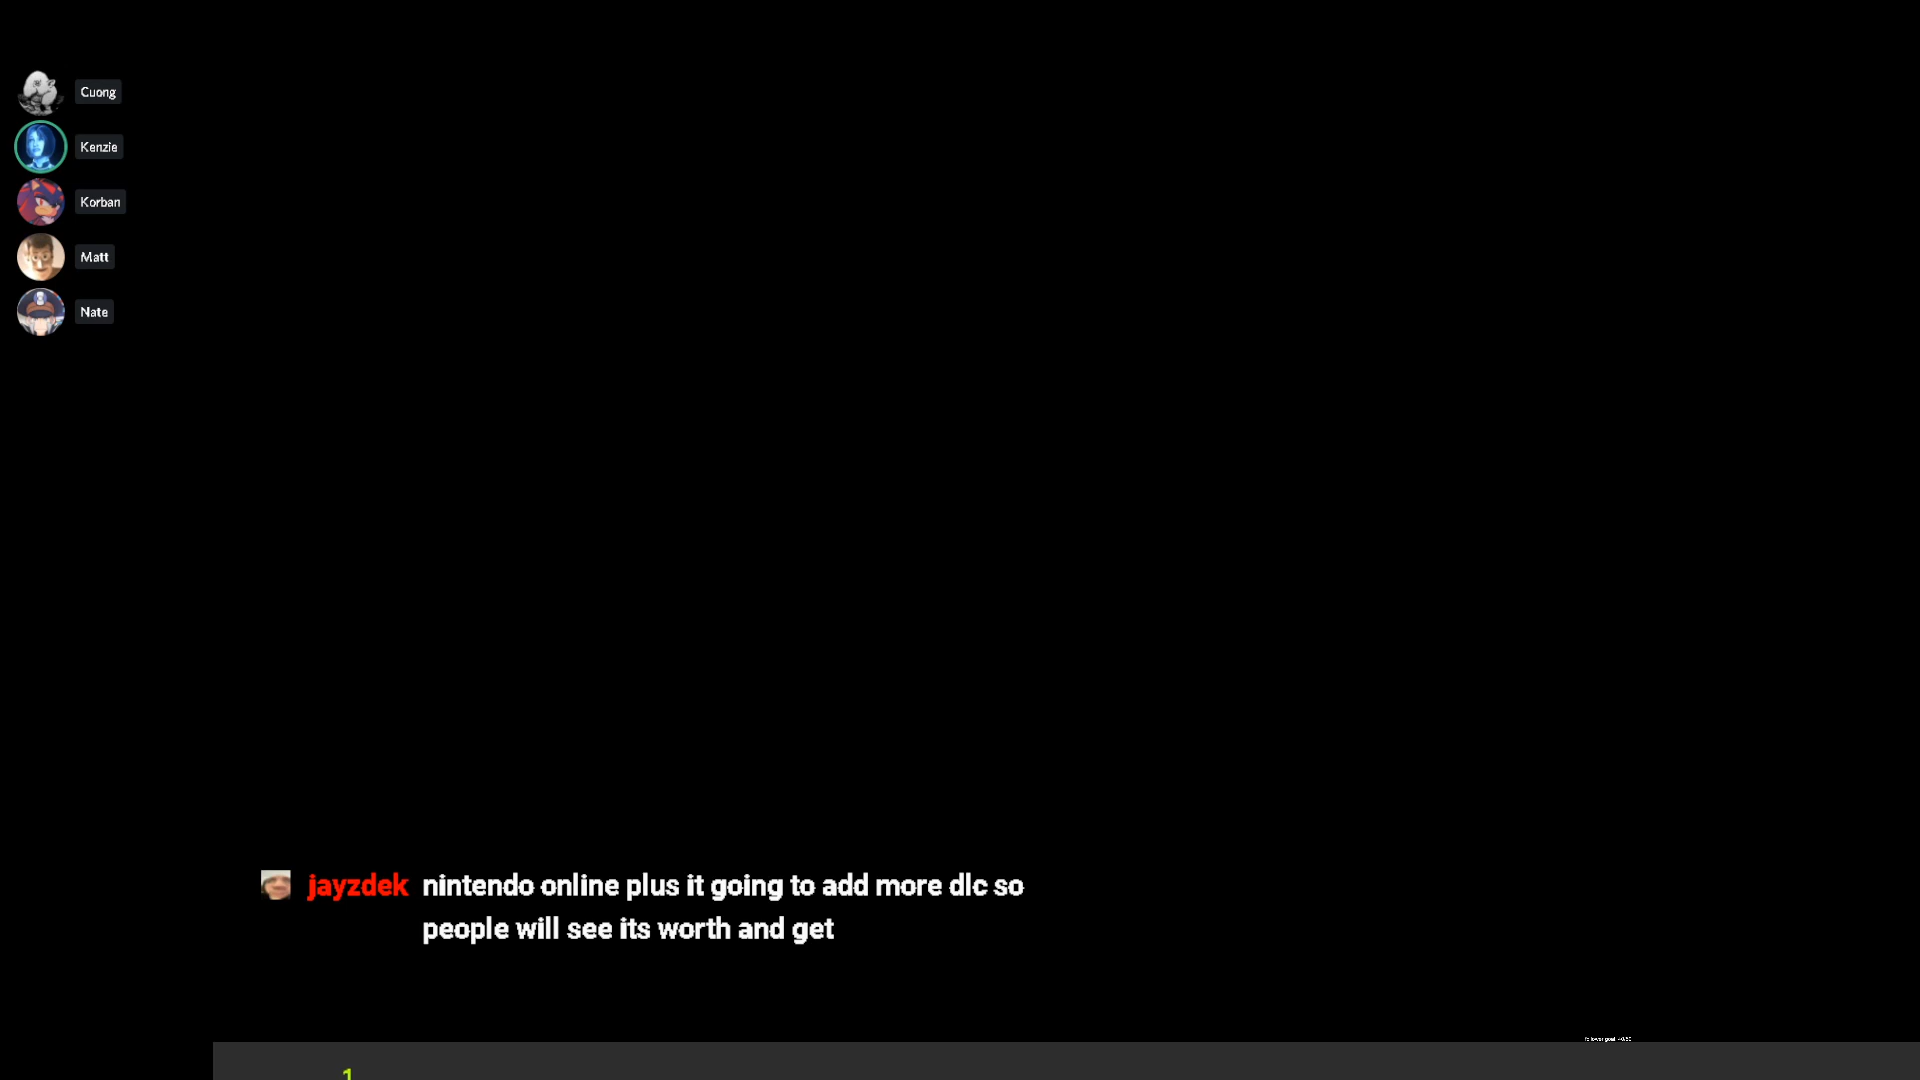 Cuong
Kenzie
Korban
Matt
Nate
jayzdek nintendo online plus it going to add more dlc so
people will see its worth and get
1